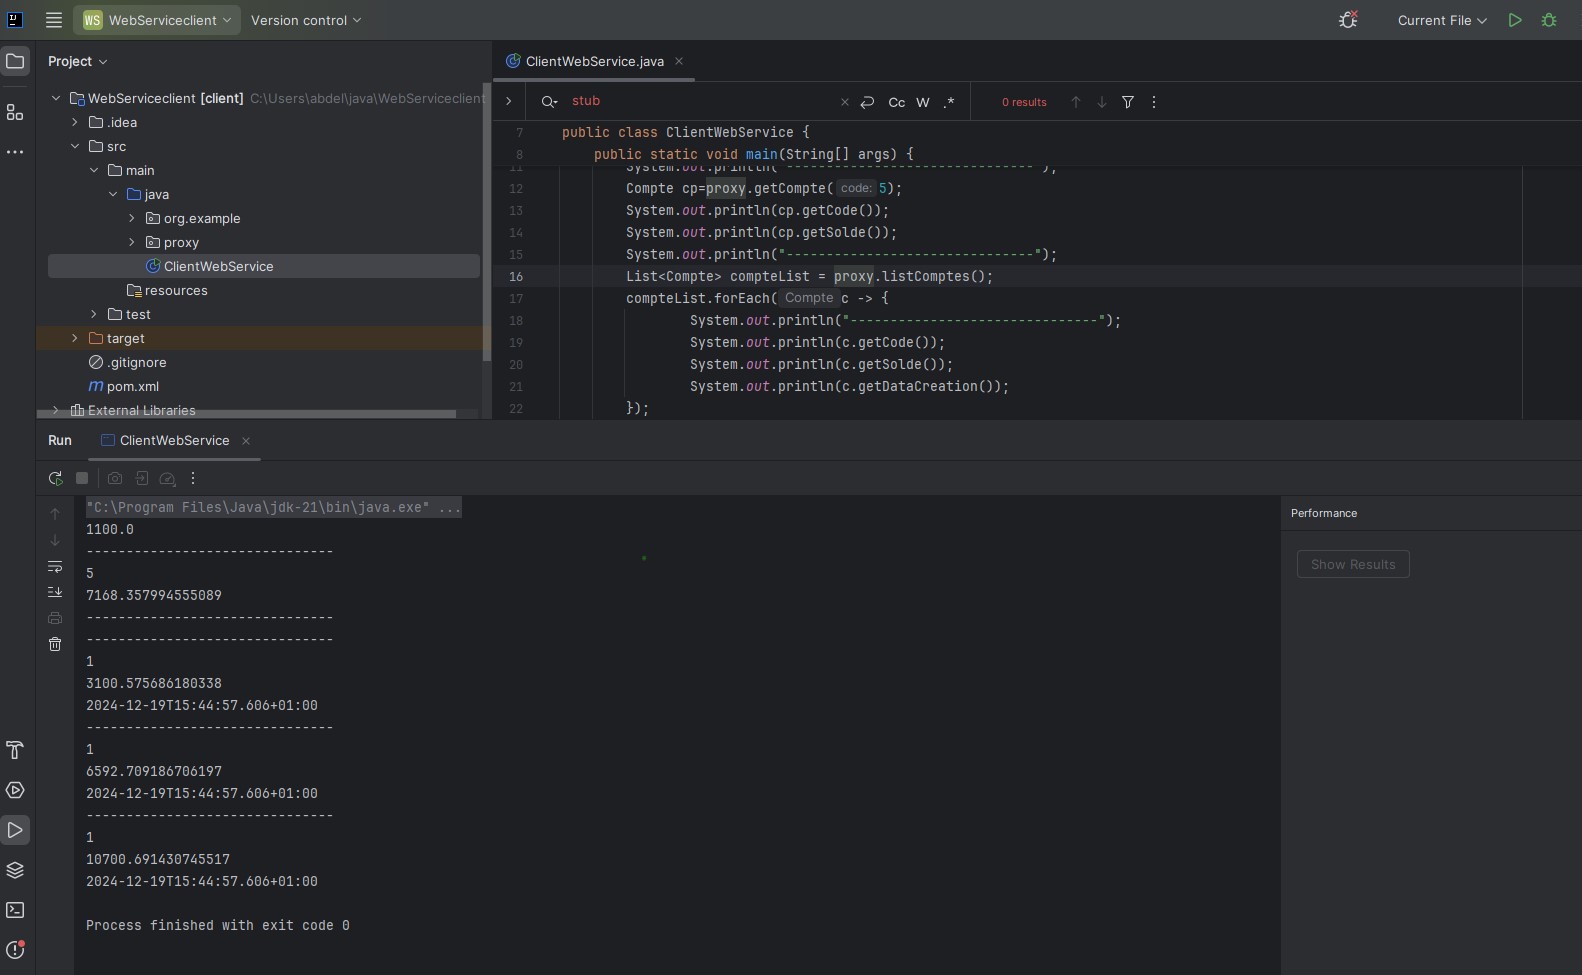 WS WebServiceclient Version control Current File
Project
WebServiceclient [client] C:\Users\abdel\java\WebServiceclient
.idea
src
main
java
org.example
proxy
ClientWebService
resources
test
target
.gitignore
pom.xml
External Libraries
ClientWebService.java
stub Cc W .* 0 results
7 public class ClientWebService {
8 public static void main(String[] args) {
11 System.out.println("-------------------------------");
12 Compte cp=proxy.getCompte( code: 5);
13 System.out.println(cp.getCode());
14 System.out.println(cp.getSolde());
15 System.out.println("-------------------------------");
16 List<Compte> compteList = proxy.listComptes();
17 compteList.forEach( Compte c -> {
18 System.out.println("-------------------------------");
19 System.out.println(c.getCode());
20 System.out.println(c.getSolde());
21 System.out.println(c.getDataCreation());
22 });
Run ClientWebService
"C:\Program Files\Java\jdk-21\bin\java.exe" ...
1100.0
-------------------------------
5
7168.357994555089
-------------------------------
-------------------------------
1
3100.575686180338
2024-12-19T15:44:57.606+01:00
-------------------------------
1
6592.709186706197
2024-12-19T15:44:57.606+01:00
-------------------------------
1
10700.691430745517
2024-12-19T15:44:57.606+01:00
Process finished with exit code 0
Performance
Show Results